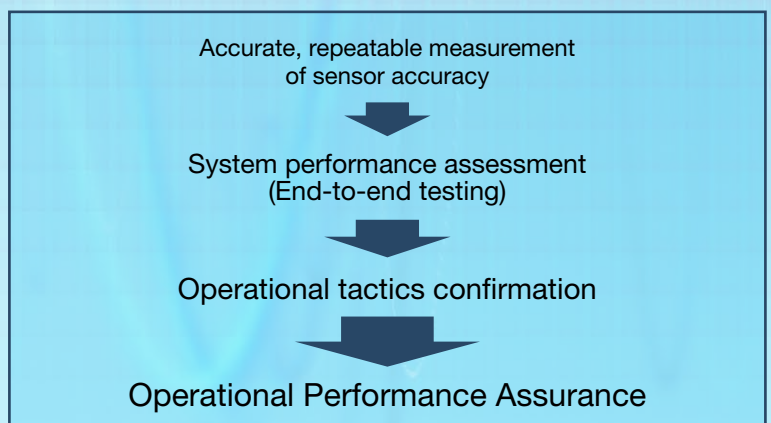 Accurate, repeatable measurement
of sensor accuracy
System performance assessment
(End-to-end testing)
Operational tactics confirmation
Operational Performance Assurance